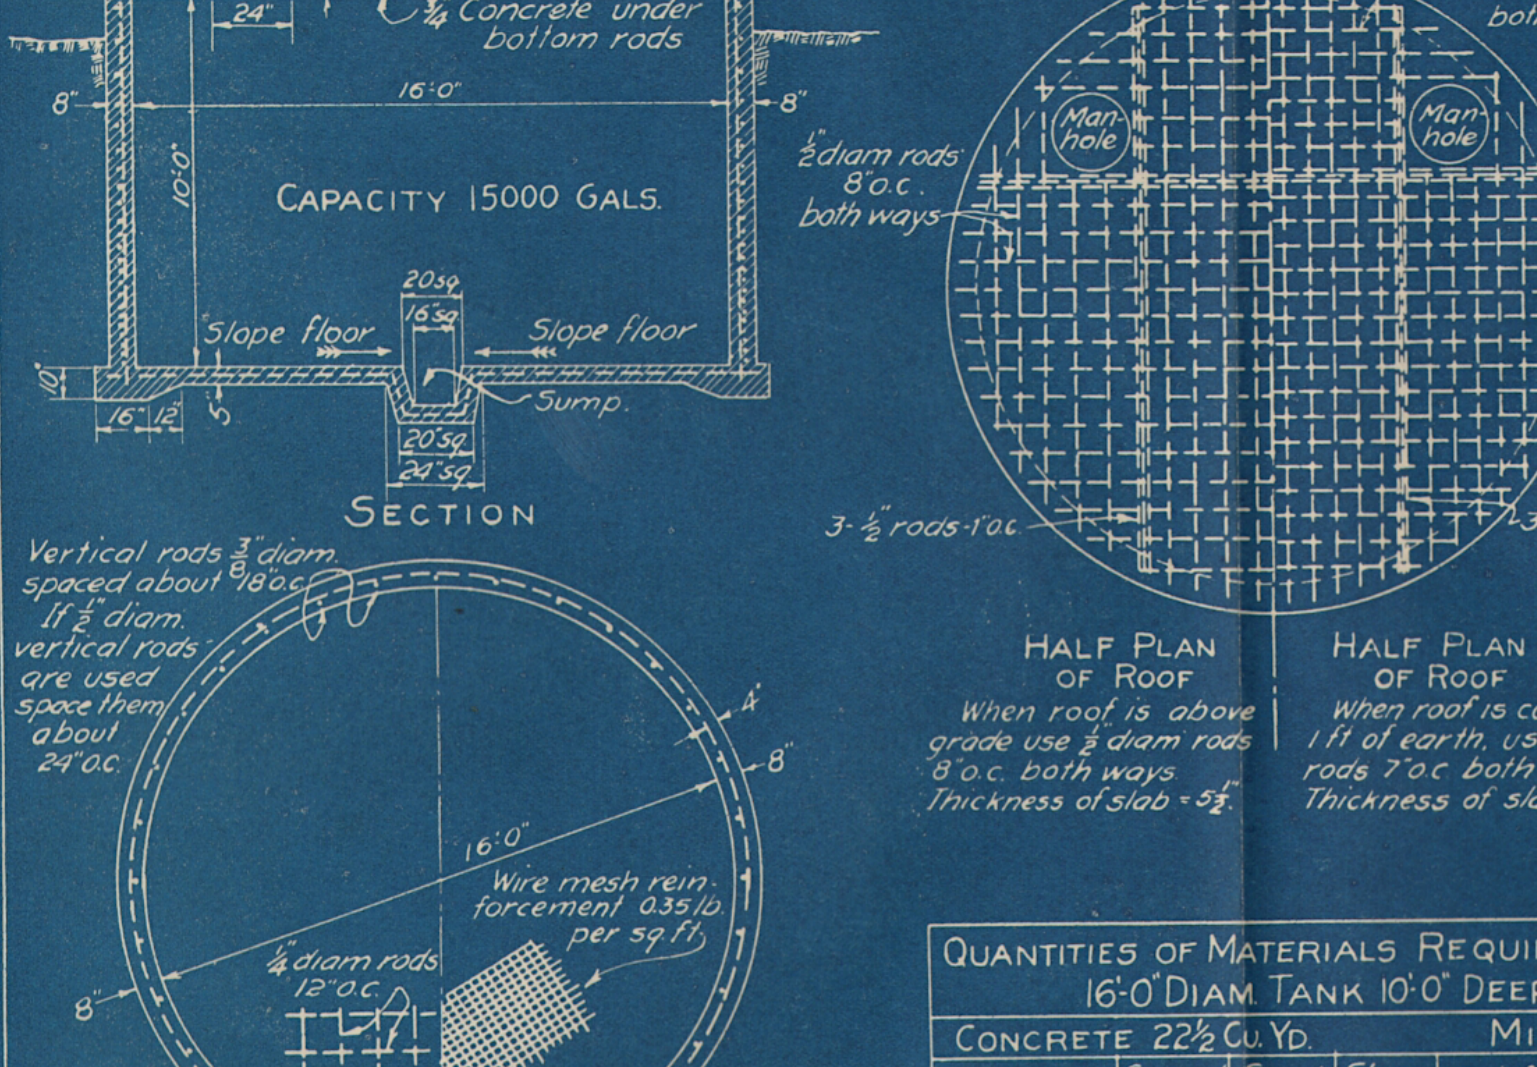 24"
3/4" Concrete under
bottom rods
8"
16'-0"
8"
10'-0"
CAPACITY 15000 GALS.
20"sq
16"sq
Slope floor
Slope floor
10"
16"
12"
5"
Sump.
20"sq.
24"sq
SECTION
Vertical rods 3/8" diam.
spaced about 18"o.c.
If 1/2" diam.
vertical rods
are used
space them
about
24"o.c.
4"
8"
16'-0"
Wire mesh rein-
forcement 0.35 lb.
per sq.ft.
1/4" diam rods
12"o.c.
8"
Man-
hole
Man-
hole
1/2" diam rods
8"o.c.
both ways
3-1/2" rods-1"o.c.
HALF PLAN
OF ROOF
When roof is above
grade use 1/2" diam rods
8"o.c. both ways
Thickness of slab = 5 1/2".
HALF PLAN
OF ROOF
When roof is
1 ft of earth,
rods 7"o.c. both
Thickness of
QUANTITIES OF MATERIALS
16'-0" DIAM. TANK 10'-0" DEEP
CONCRETE 22 1/2 CU. YD.